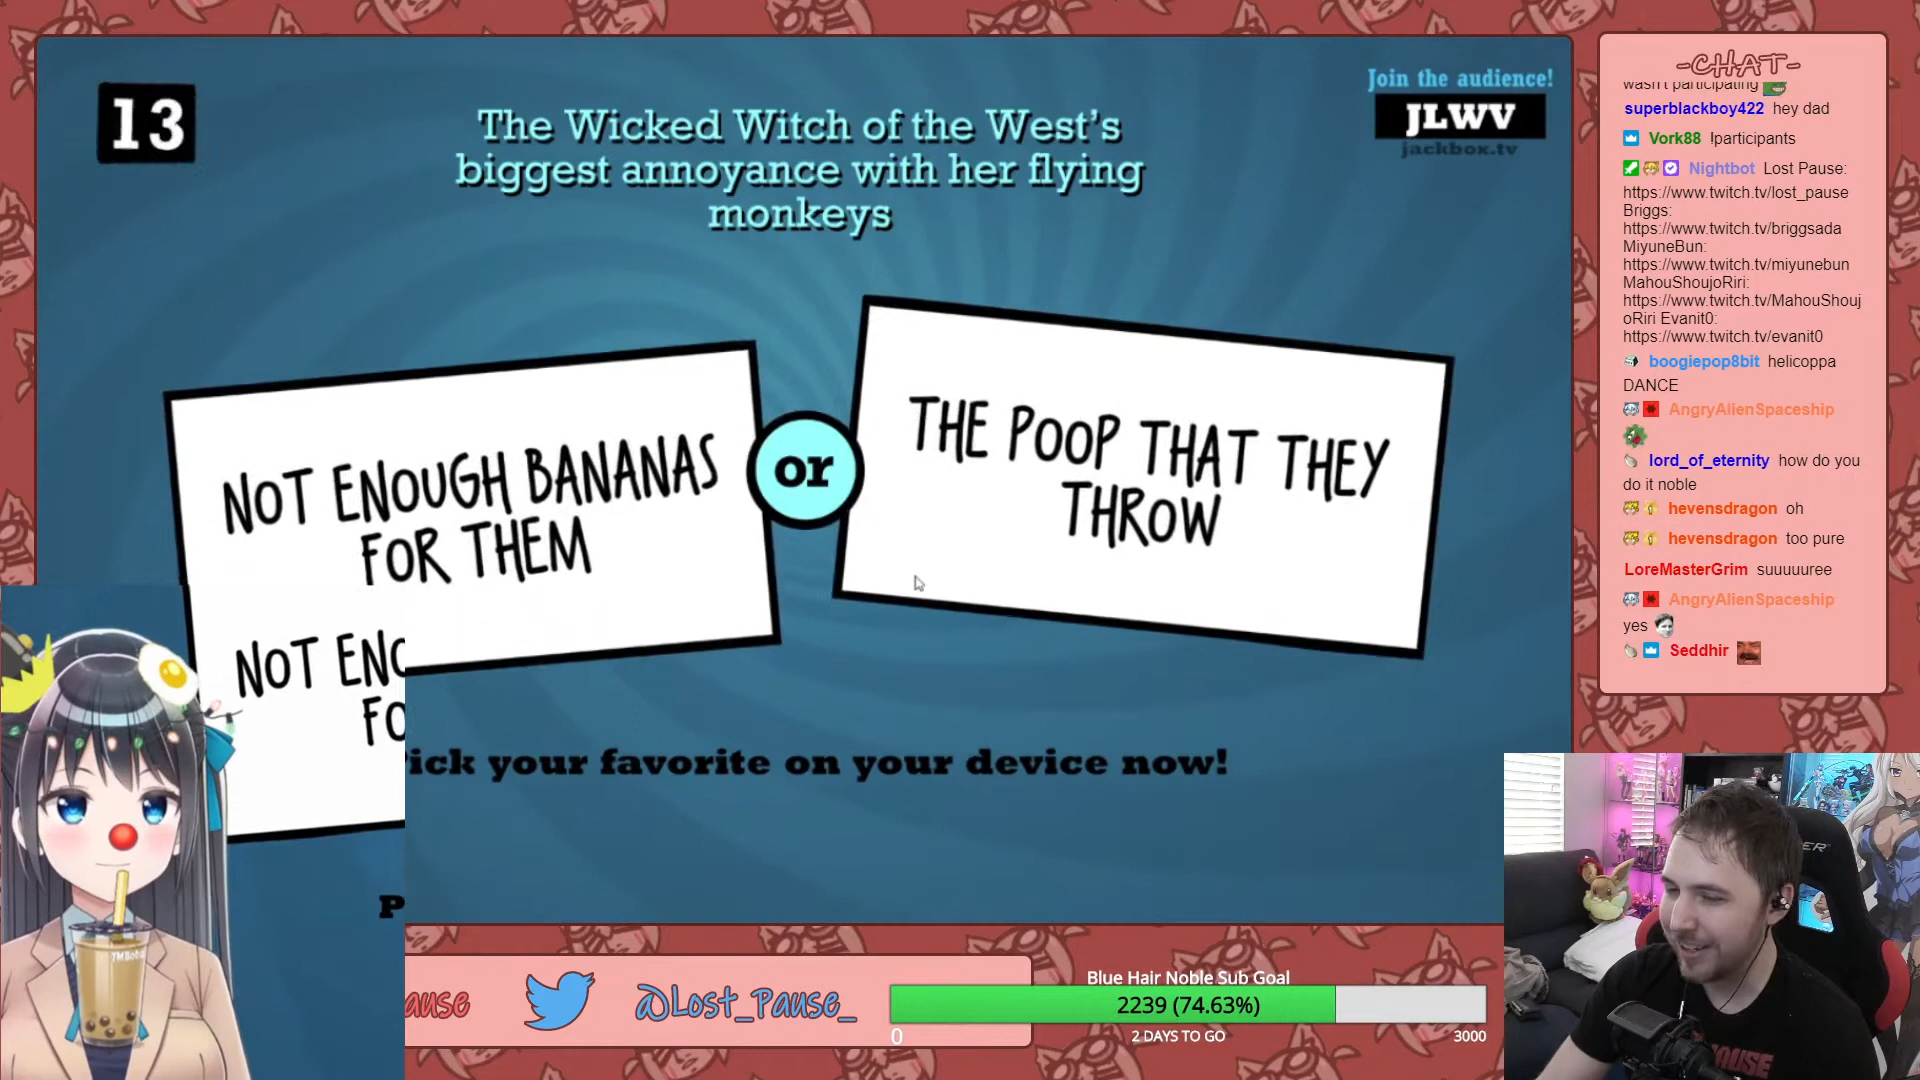 13
The Wicked Witch of the West's
biggest annoyance with her flying
monkeys
Join the audience!
JLWV
jackbox.tv
NOT ENOUGH BANANAS
FOR THEM
or
THE POOP THAT THEY
THROW
NOT ENO
FO
ick your favorite on your device now!
P
-CHAT-
wasn't participating
superblackboy422 hey dad
Vork88 !participants
Nightbot Lost Pause:
https://www.twitch.tv/lost_pause
Briggs:
https://www.twitch.tv/briggsada
MiyuneBun:
https://www.twitch.tv/miyunebun
MahouShoujoRiri:
https://www.twitch.tv/MahouShouj
oRiri Evanit0:
https://www.twitch.tv/evanit0
boogiepop8bit helicoppa
DANCE
AngryAlienSpaceship
lord_of_eternity how do you
do it noble
hevensdragon oh
hevensdragon too pure
LoreMasterGrim suuuuuree
AngryAlienSpaceship
yes
Seddhir
ause
@Lost_Pause_
Blue Hair Noble Sub Goal
2239 (74.63%)
0
2 DAYS TO GO
3000